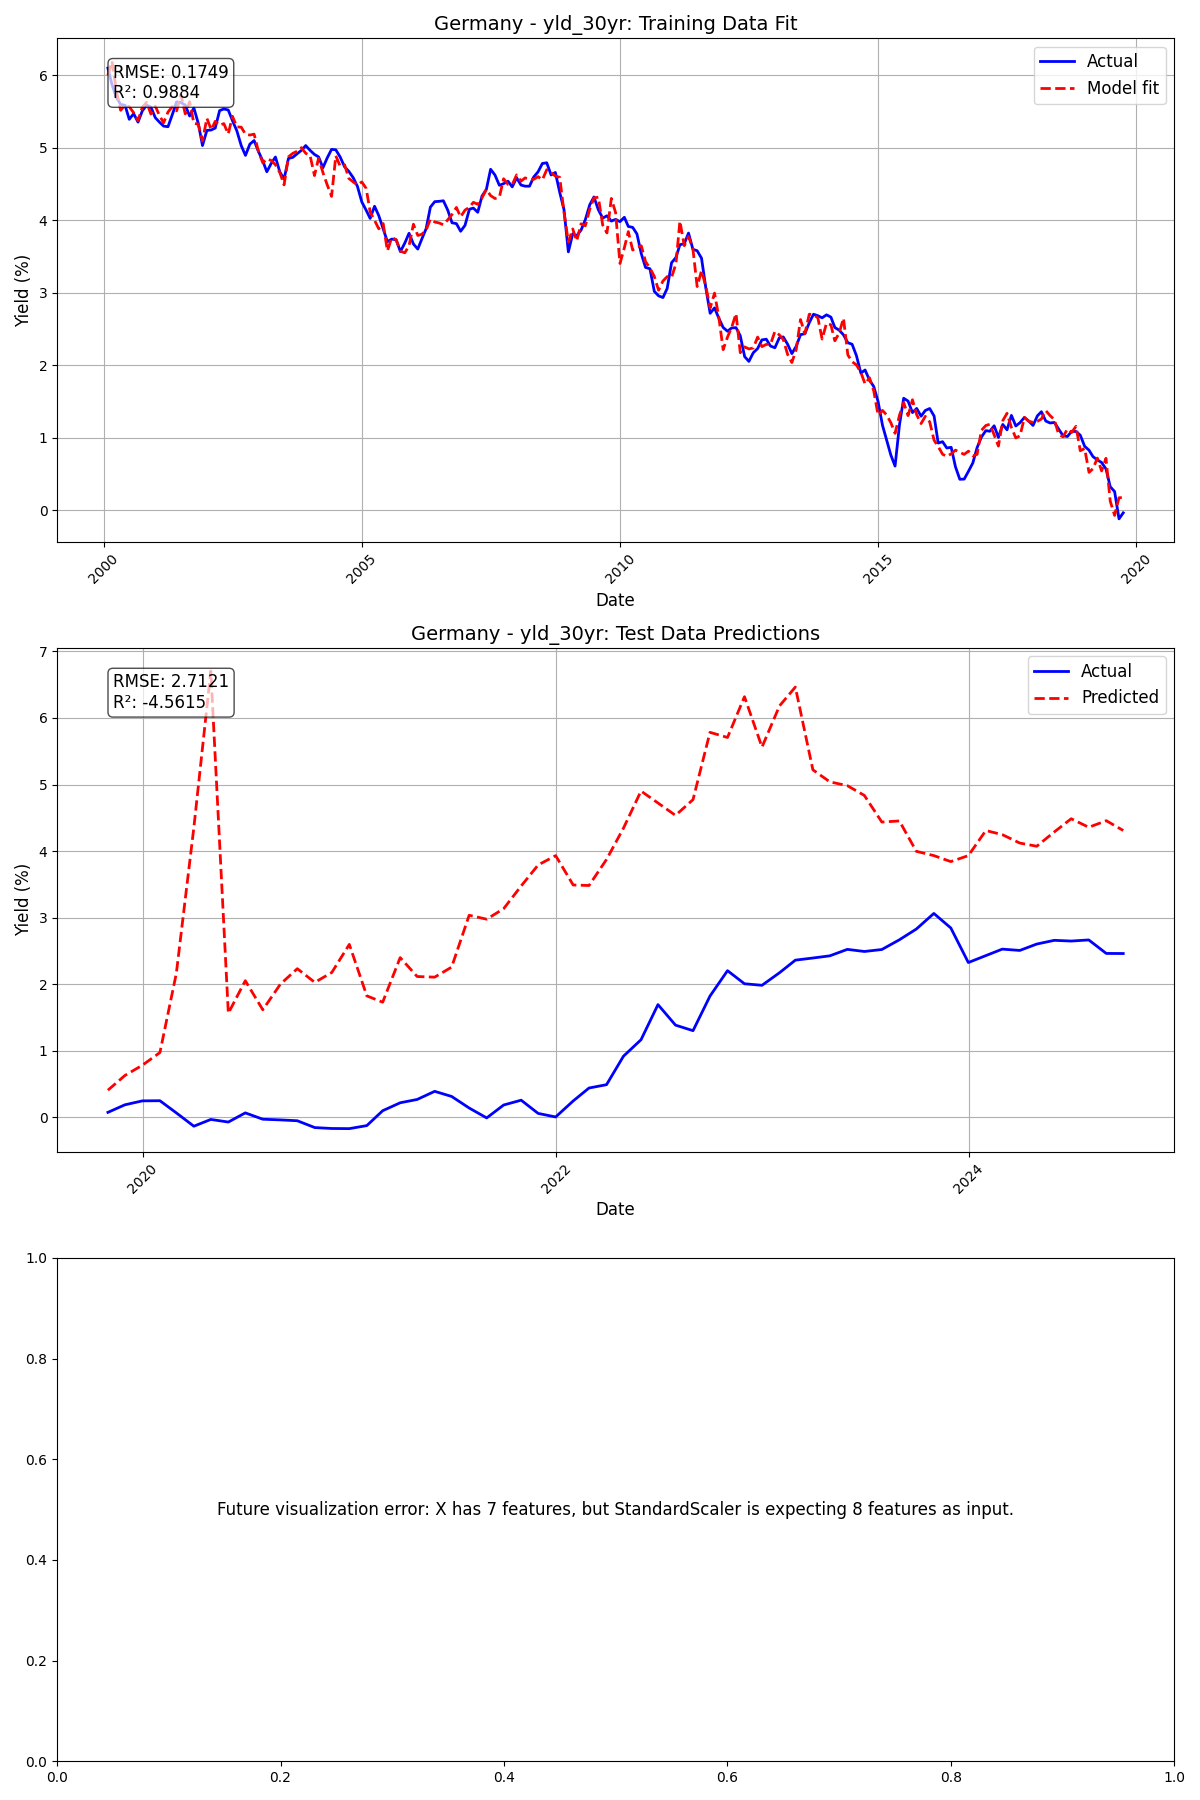 Germany - yld_30yr: Training Data Fit
RMSE: 0.1749
R²: 0.9884
Actual
Model fit
Yield (%)
6
5
4
3
2
1
0
2000
2005
2010
2015
2020
Date
Germany - yld_30yr: Test Data Predictions
RMSE: 2.7121
R²: -4.5615
Actual
Predicted
Yield (%)
7
6
5
4
3
2
1
0
2020
2022
2024
Date
1.0
0.8
0.6
0.4
0.2
0.0
Future visualization error: X has 7 features, but StandardScaler is expecting 8 features as input.
0.0
0.2
0.4
0.6
0.8
1.0